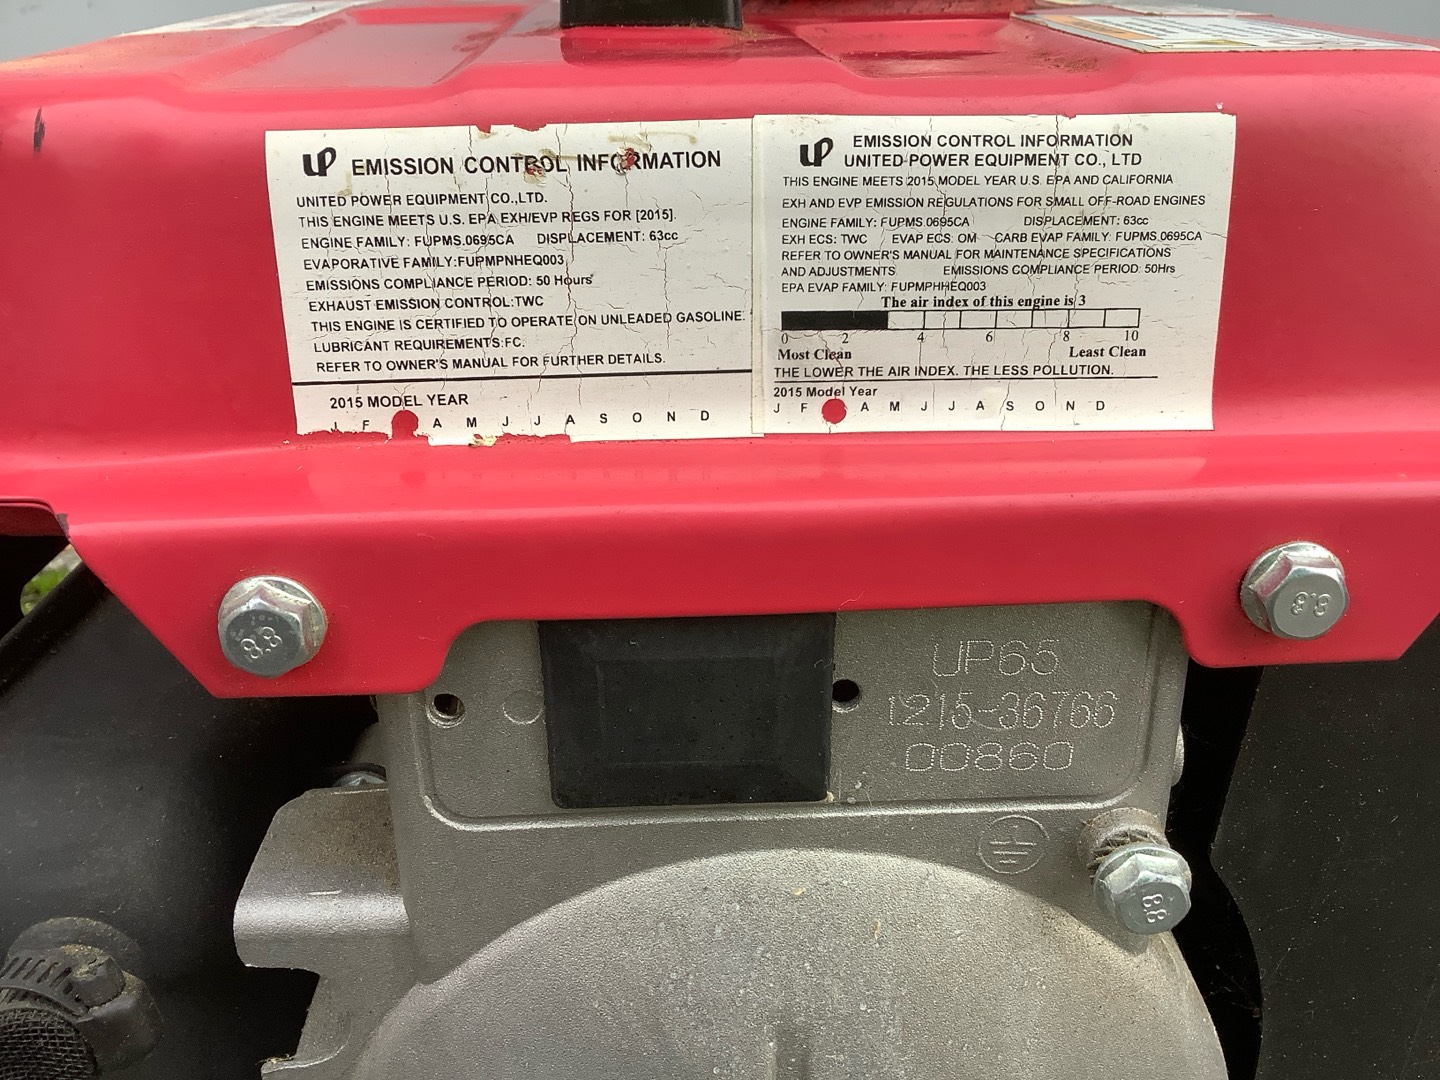 UP EMISSION CONTROL INFORMATION
UNITED POWER EQUIPMENT CO.,LTD.
THIS ENGINE MEETS U.S. EPA EXH/EVP REGS FOR [2015].
ENGINE FAMILY: FUPMS.0695CA DISPLACEMENT: 63cc
EVAPORATIVE FAMILY:FUPMPNHEQ003
EMISSIONS COMPLIANCE PERIOD: 50 Hours
EXHAUST EMISSION CONTROL:TWC
THIS ENGINE IS CERTIFIED TO OPERATE ON UNLEADED GASOLINE.
LUBRICANT REQUIREMENTS:FC.
REFER TO OWNER'S MANUAL FOR FURTHER DETAILS.
2015 MODEL YEAR
J F A M J J A S O N D
UP EMISSION CONTROL INFORMATION
UNITED POWER EQUIPMENT CO., LTD
THIS ENGINE MEETS 2015 MODEL YEAR U.S. EPA AND CALIFORNIA
EXH AND EVP EMISSION REGULATIONS FOR SMALL OFF-ROAD ENGINES
ENGINE FAMILY: FUPMS.0695CA DISPLACEMENT: 63cc
EXH ECS: TWC EVAP ECS: OM CARB EVAP FAMILY: FUPMS.0695CA
REFER TO OWNER'S MANUAL FOR MAINTENANCE SPECIFICATIONS
AND ADJUSTMENTS EMISSIONS COMPLIANCE PERIOD: 50Hrs
EPA EVAP FAMILY: FUPMPHHEQ003
The air index of this engine is 3
0 2 4 6 8 10
Most Clean Least Clean
THE LOWER THE AIR INDEX. THE LESS POLLUTION.
2015 Model Year
J F A M J J A S O N D
8.8
8.8
UP65
1215-36766
00860
8.8